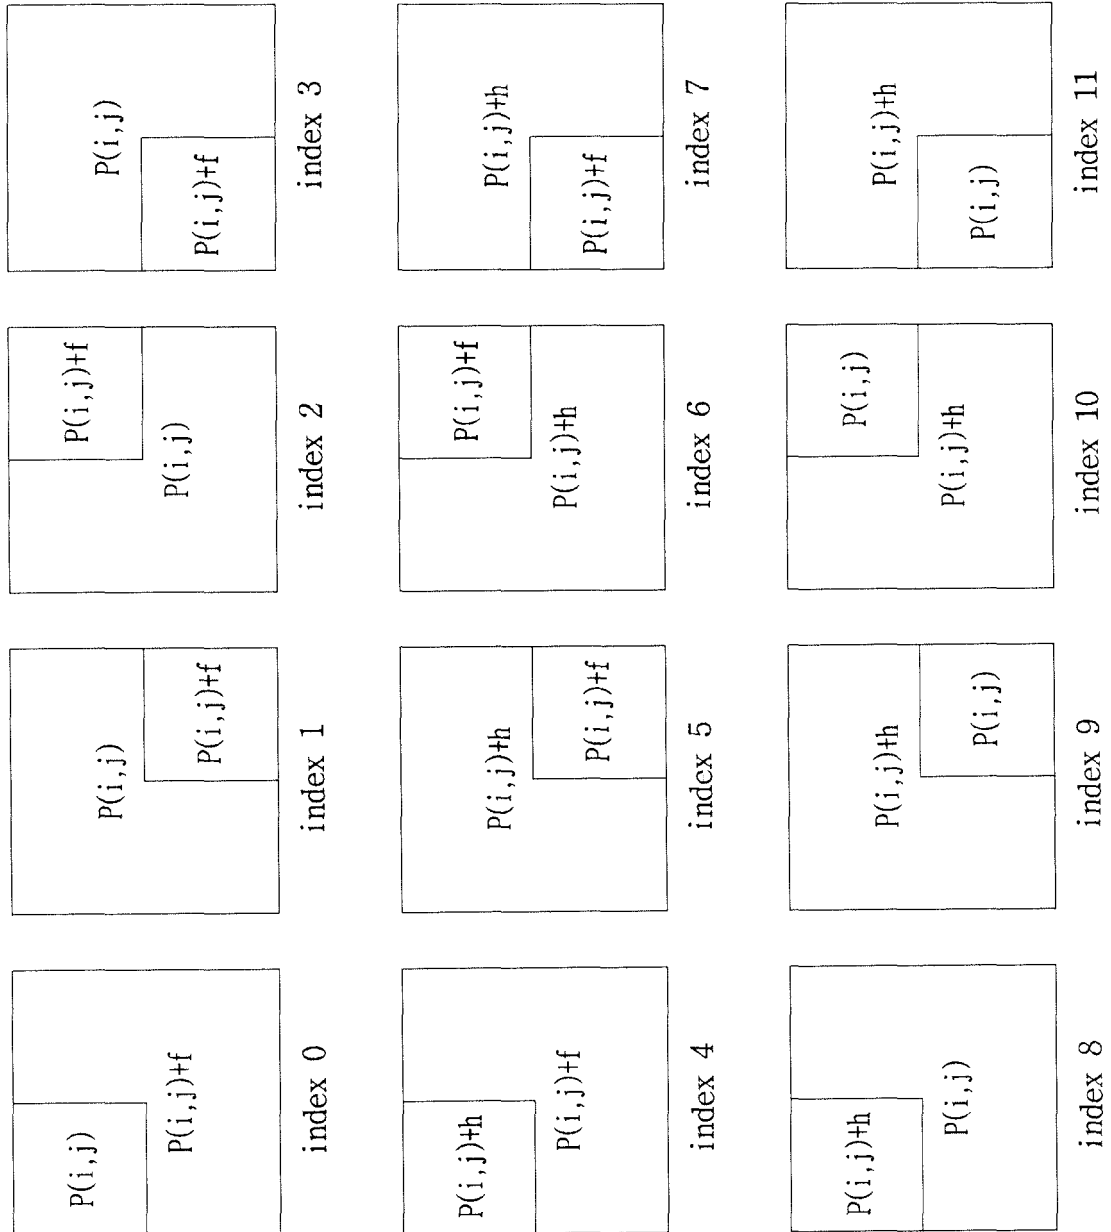 P(i,j)
P(i,j)+f
index 0
P(i,j)
P(i,j)+f
index 1
P(i,j)+f
P(i,j)
index 2
P(i,j)
P(i,j)+f
index 3
P(i,j)+h
P(i,j)+f
index 4
P(i,j)+h
P(i,j)+f
index 5
P(i,j)+f
P(i,j)+h
index 6
P(i,j)+h
P(i,j)+f
index 7
P(i,j)+h
P(i,j)
index 8
P(i,j)+h
P(i,j)
index 9
P(i,j)
P(i,j)+h
index 10
P(i,j)+h
P(i,j)
index 11